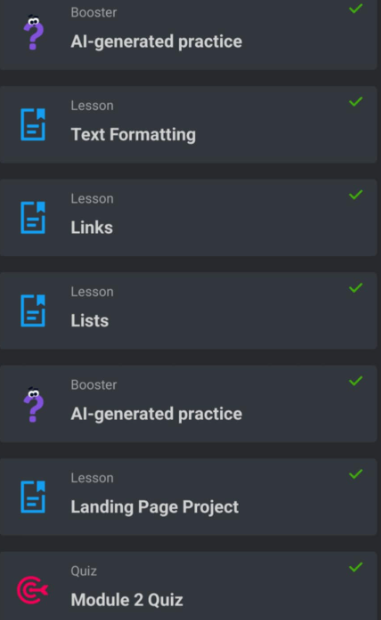 Booster
AI-generated practice
Lesson
Text Formatting
Lesson
Links
Lesson
Lists
Booster
AI-generated practice
Lesson
Landing Page Project
Quiz
Module 2 Quiz